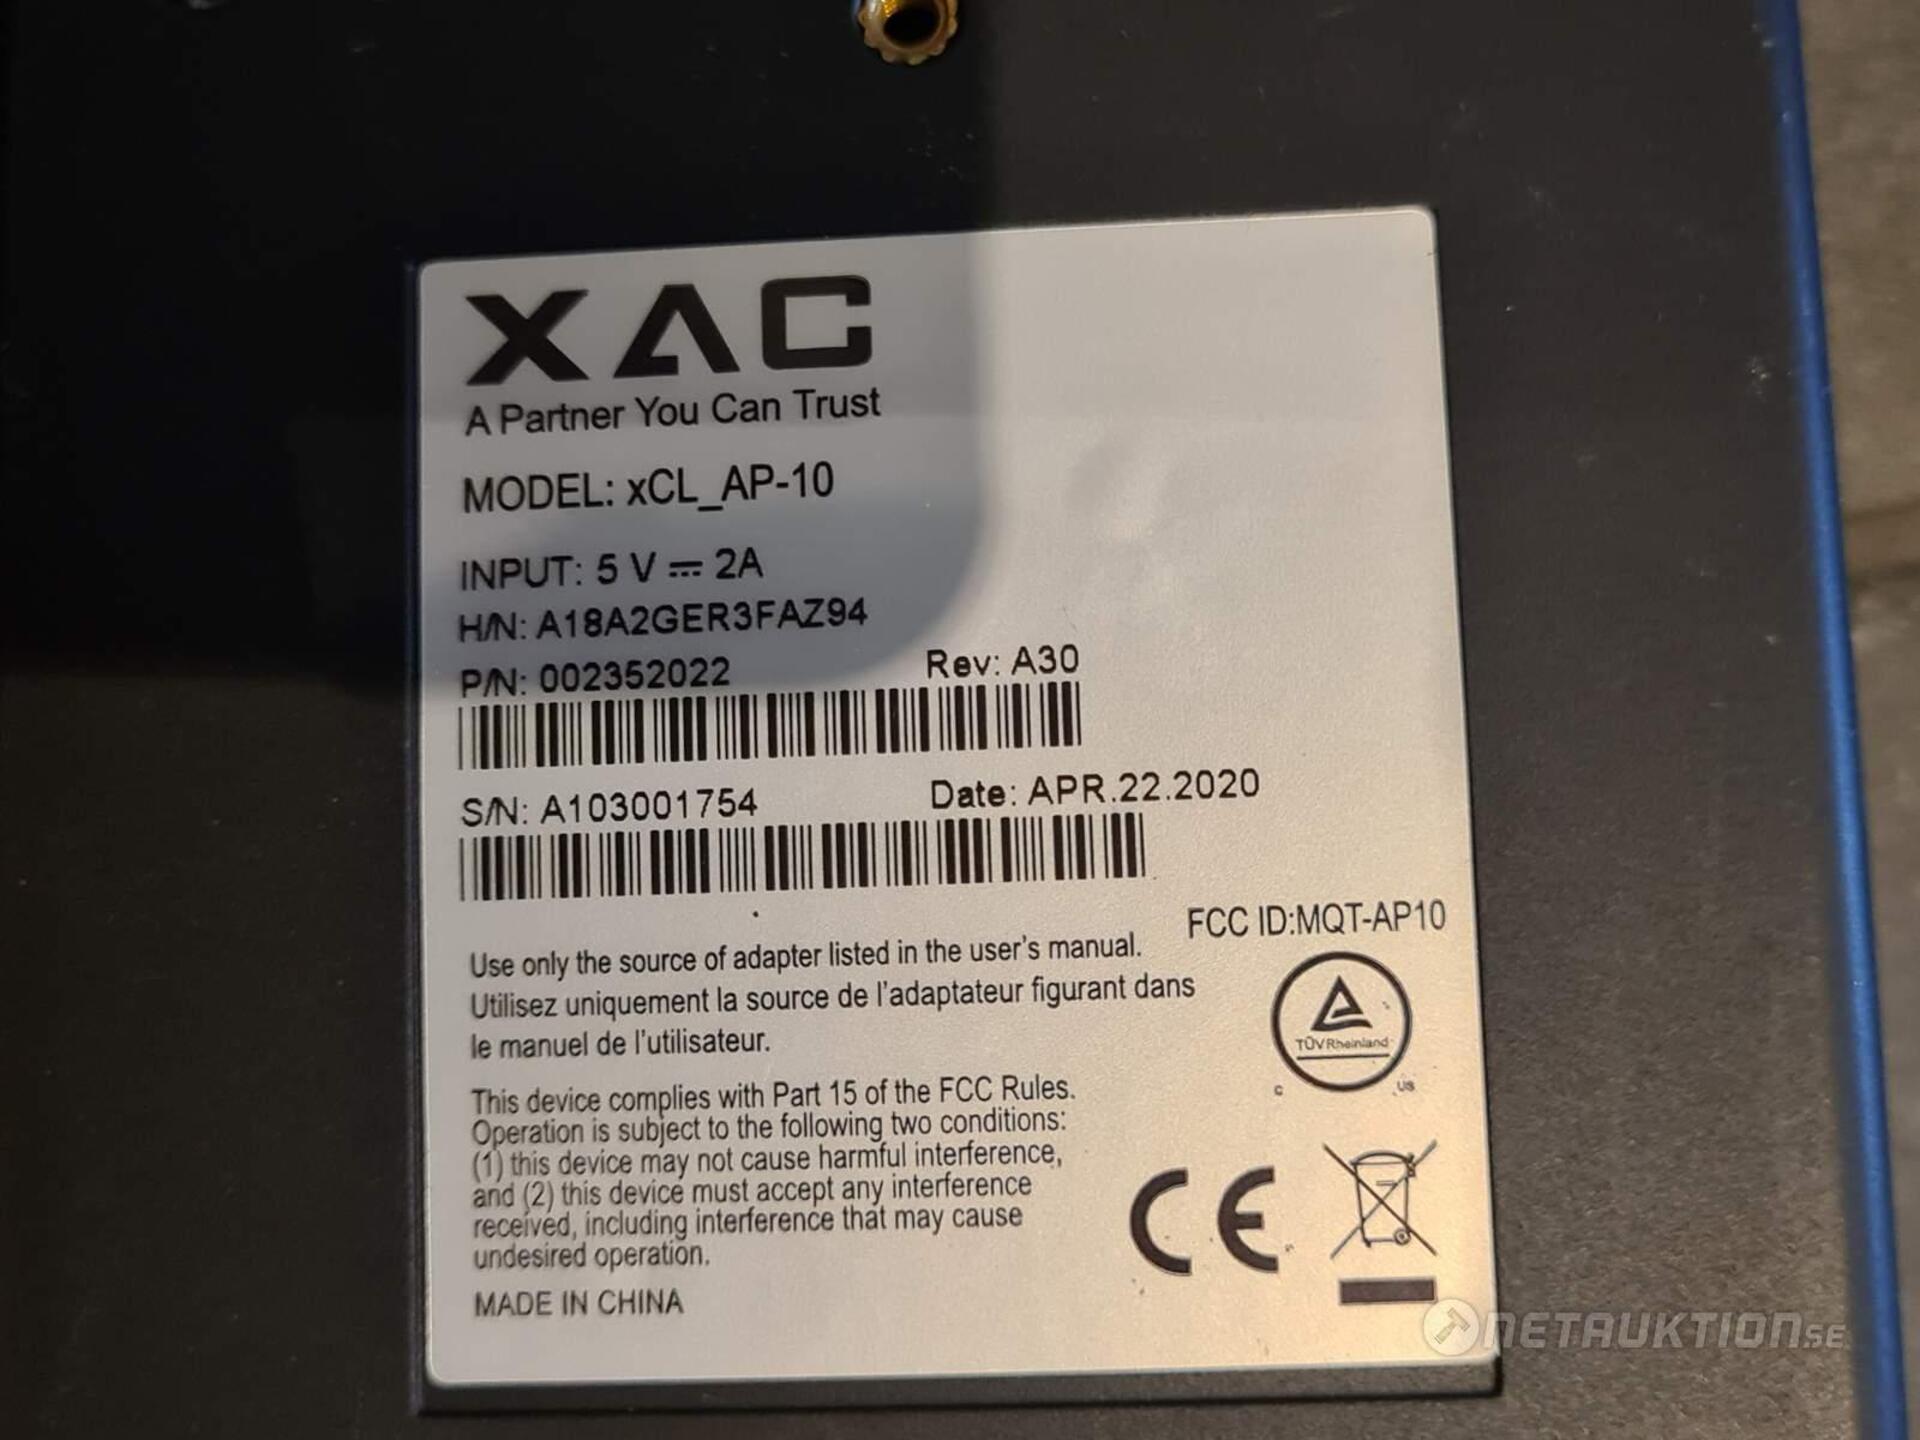 XAC
A Partner You Can Trust
MODEL: xCL_AP-10
INPUT: 5 V ⎓ 2A
H/N: A18A2GER3FAZ94
P/N: 002352022 Rev: A30
S/N: A103001754 Date: APR.22.2020
FCC ID:MQT-AP10
Use only the source of adapter listed in the user's manual.
Utilisez uniquement la source de l'adaptateur figurant dans
le manuel de l'utilisateur.
TÜVRheinland
C US
This device complies with Part 15 of the FCC Rules.
Operation is subject to the following two conditions:
(1) this device may not cause harmful interference,
and (2) this device must accept any interference
received, including interference that may cause
undesired operation.
CE
MADE IN CHINA
NETAUKTION.SE